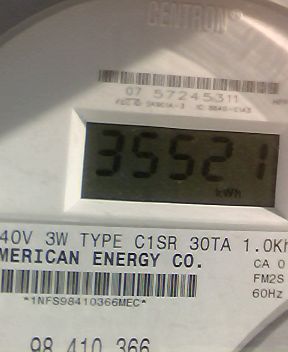 CENTRON®
07 57245311
35521
kWh
40V 3W TYPE C1SR 30TA 1.0Kh
MERICAN ENERGY CO.
CA 0
FM2S
60Hz
*1NFS98410366MEC*
98 410 366